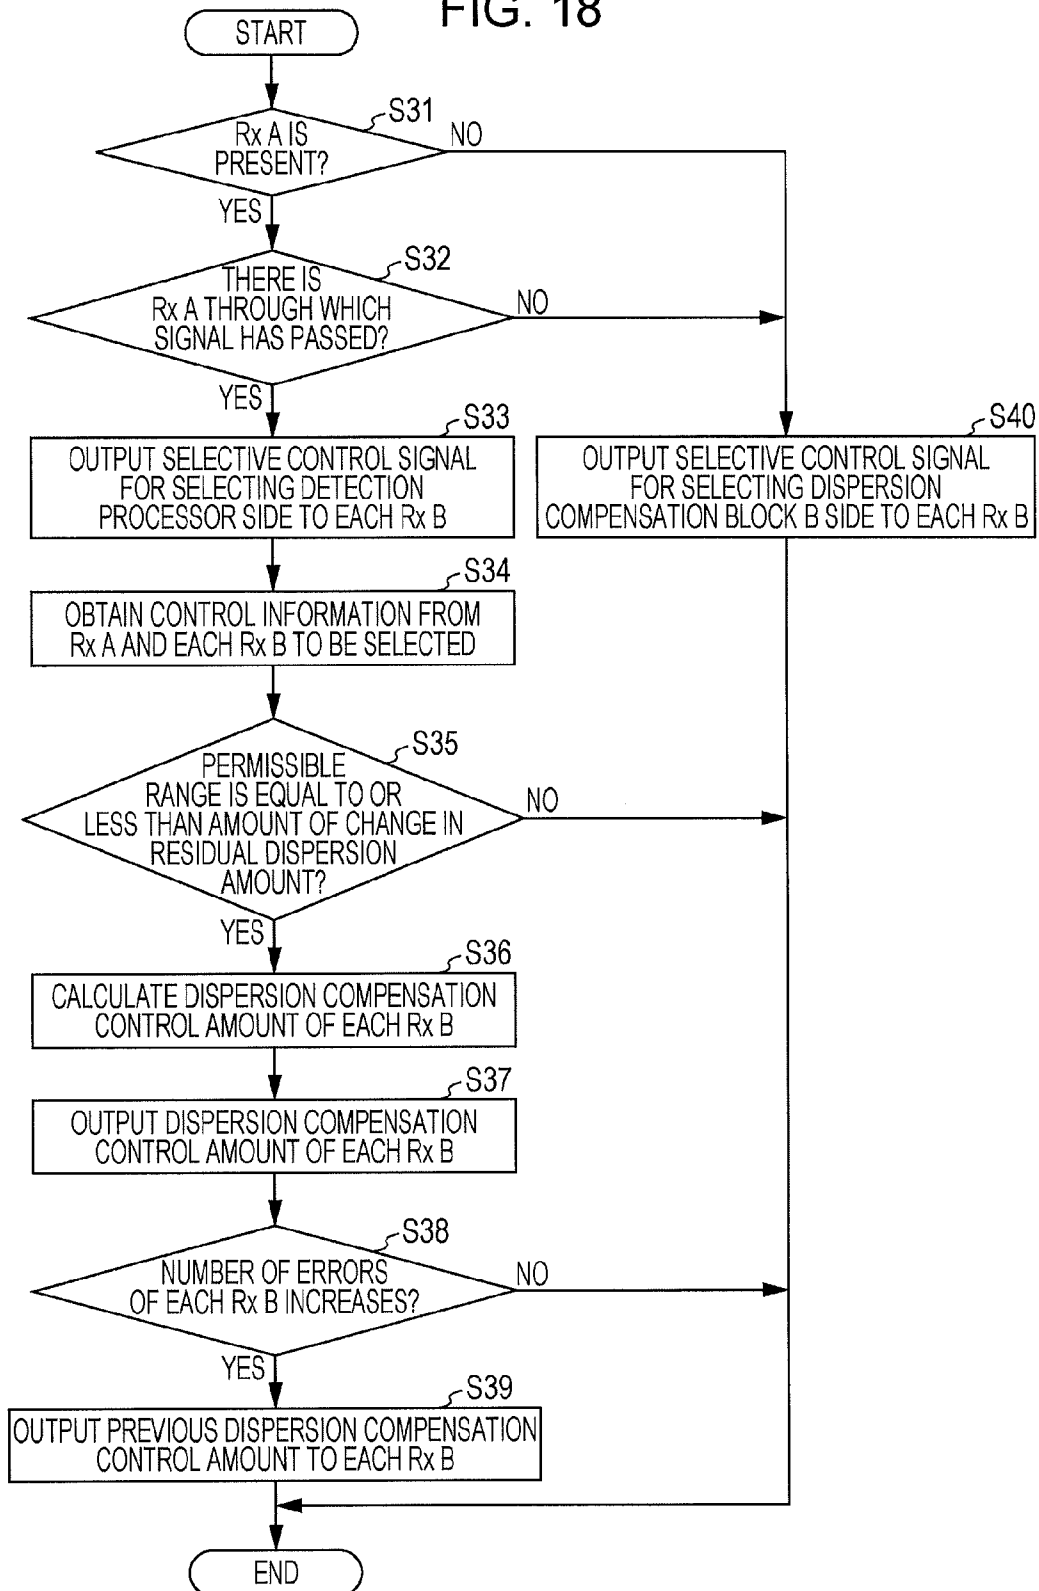 FIG. 18
START
S31
Rx A IS
PRESENT?
NO
YES
S32
THERE IS
Rx A THROUGH WHICH
SIGNAL HAS PASSED?
NO
YES
S33
OUTPUT SELECTIVE CONTROL SIGNAL
FOR SELECTING DETECTION
PROCESSOR SIDE TO EACH Rx B
S40
OUTPUT SELECTIVE CONTROL SIGNAL
FOR SELECTING DISPERSION
COMPENSATION BLOCK B SIDE TO EACH Rx B
S34
OBTAIN CONTROL INFORMATION FROM
Rx A AND EACH Rx B TO BE SELECTED
S35
PERMISSIBLE
RANGE IS EQUAL TO OR
LESS THAN AMOUNT OF CHANGE IN
RESIDUAL DISPERSION
AMOUNT?
NO
YES
S36
CALCULATE DISPERSION COMPENSATION
CONTROL AMOUNT OF EACH Rx B
S37
OUTPUT DISPERSION COMPENSATION
CONTROL AMOUNT OF EACH Rx B
S38
NUMBER OF ERRORS
OF EACH Rx B INCREASES?
NO
YES
S39
OUTPUT PREVIOUS DISPERSION COMPENSATION
CONTROL AMOUNT TO EACH Rx B
END